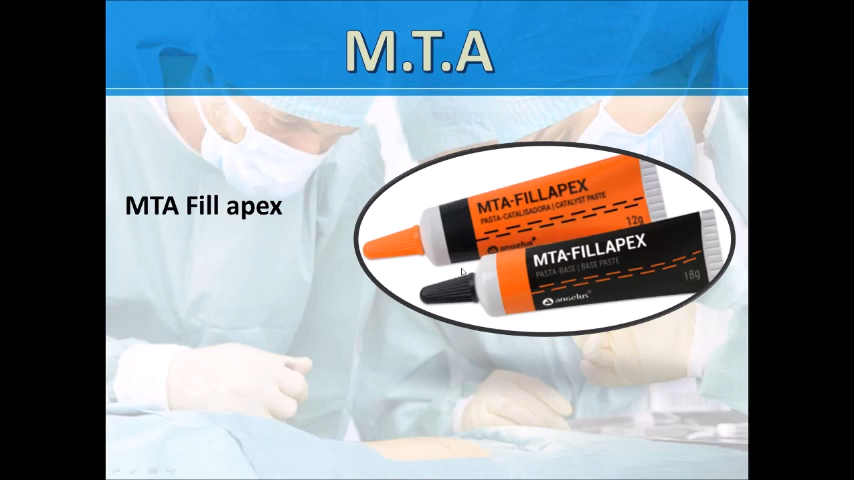 M.T.A
MTA Fill apex
MTA-FILLAPEX
PASTA-CATALISADORA | CATALYST PASTE
12g
angelus
MTA-FILLAPEX
PASTA-BASE | BASE PASTE
18g
angelus